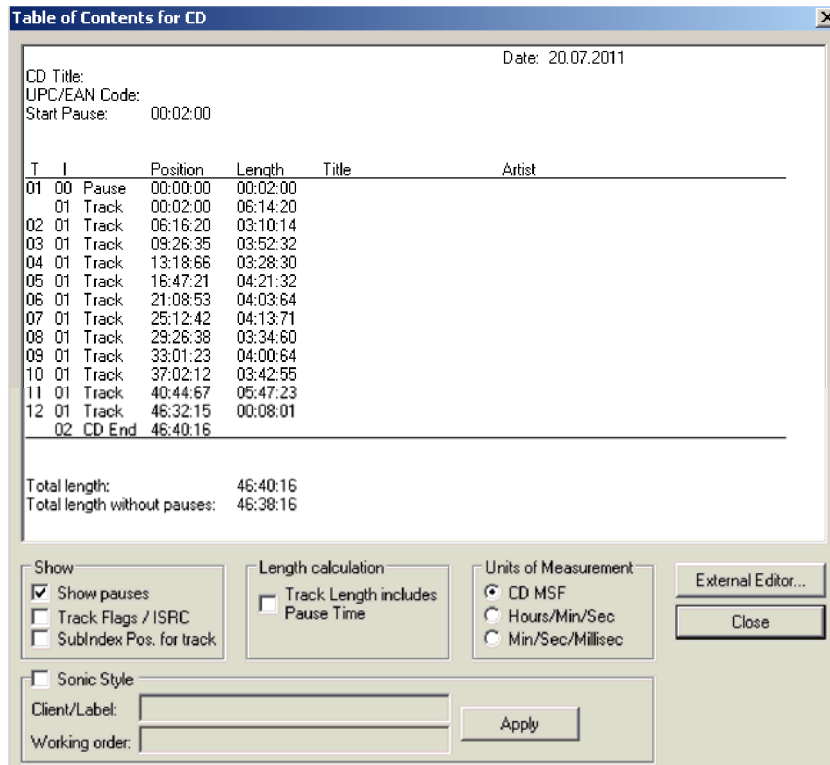 Table of Contents for CD
Date: 20.07.2011
CD Title:
UPC/EAN Code:
Start Pause: 00:02:00
T I Position Length Title Artist
01 00 Pause 00:00:00 00:02:00
01 Track 00:02:00 06:14:20
02 01 Track 06:16:20 03:10:14
03 01 Track 09:26:35 03:52:32
04 01 Track 13:18:66 03:28:30
05 01 Track 16:47:21 04:21:32
06 01 Track 21:08:53 04:03:64
07 01 Track 25:12:42 04:13:71
08 01 Track 29:26:38 03:34:60
09 01 Track 33:01:23 04:00:64
10 01 Track 37:02:12 03:42:55
11 01 Track 40:44:67 05:47:23
12 01 Track 46:32:15 00:08:01
02 CD End 46:40:16
Total length: 46:40:16
Total length without pauses: 46:38:16
Show
Show pauses
Track Flags / ISRC
SubIndex Pos. for track
Length calculation
Track Length includes
Pause Time
Units of Measurement
CD MSF
Hours/Min/Sec
Min/Sec/Millisec
External Editor...
Close
Sonic Style
Client/Label:
Working order:
Apply